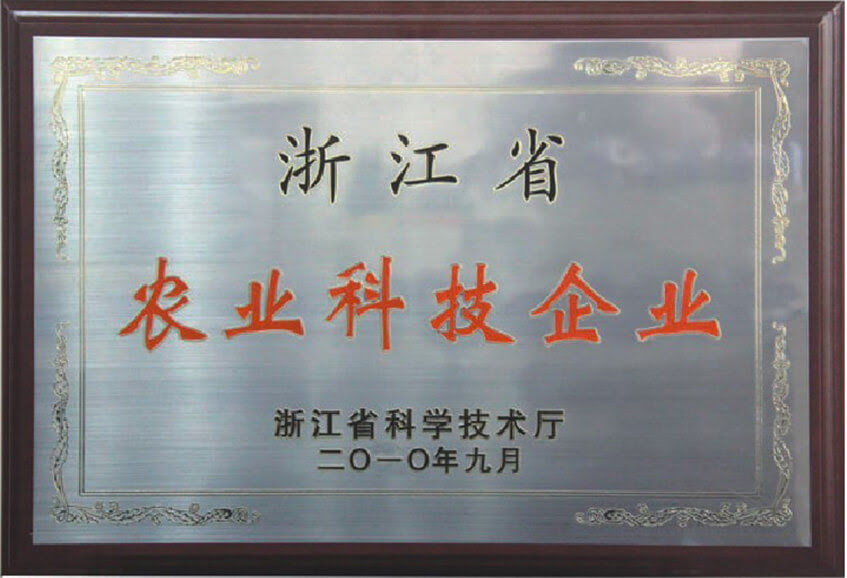 浙江省
农业科技企业
浙江省科学技术厅
二〇一〇年九月